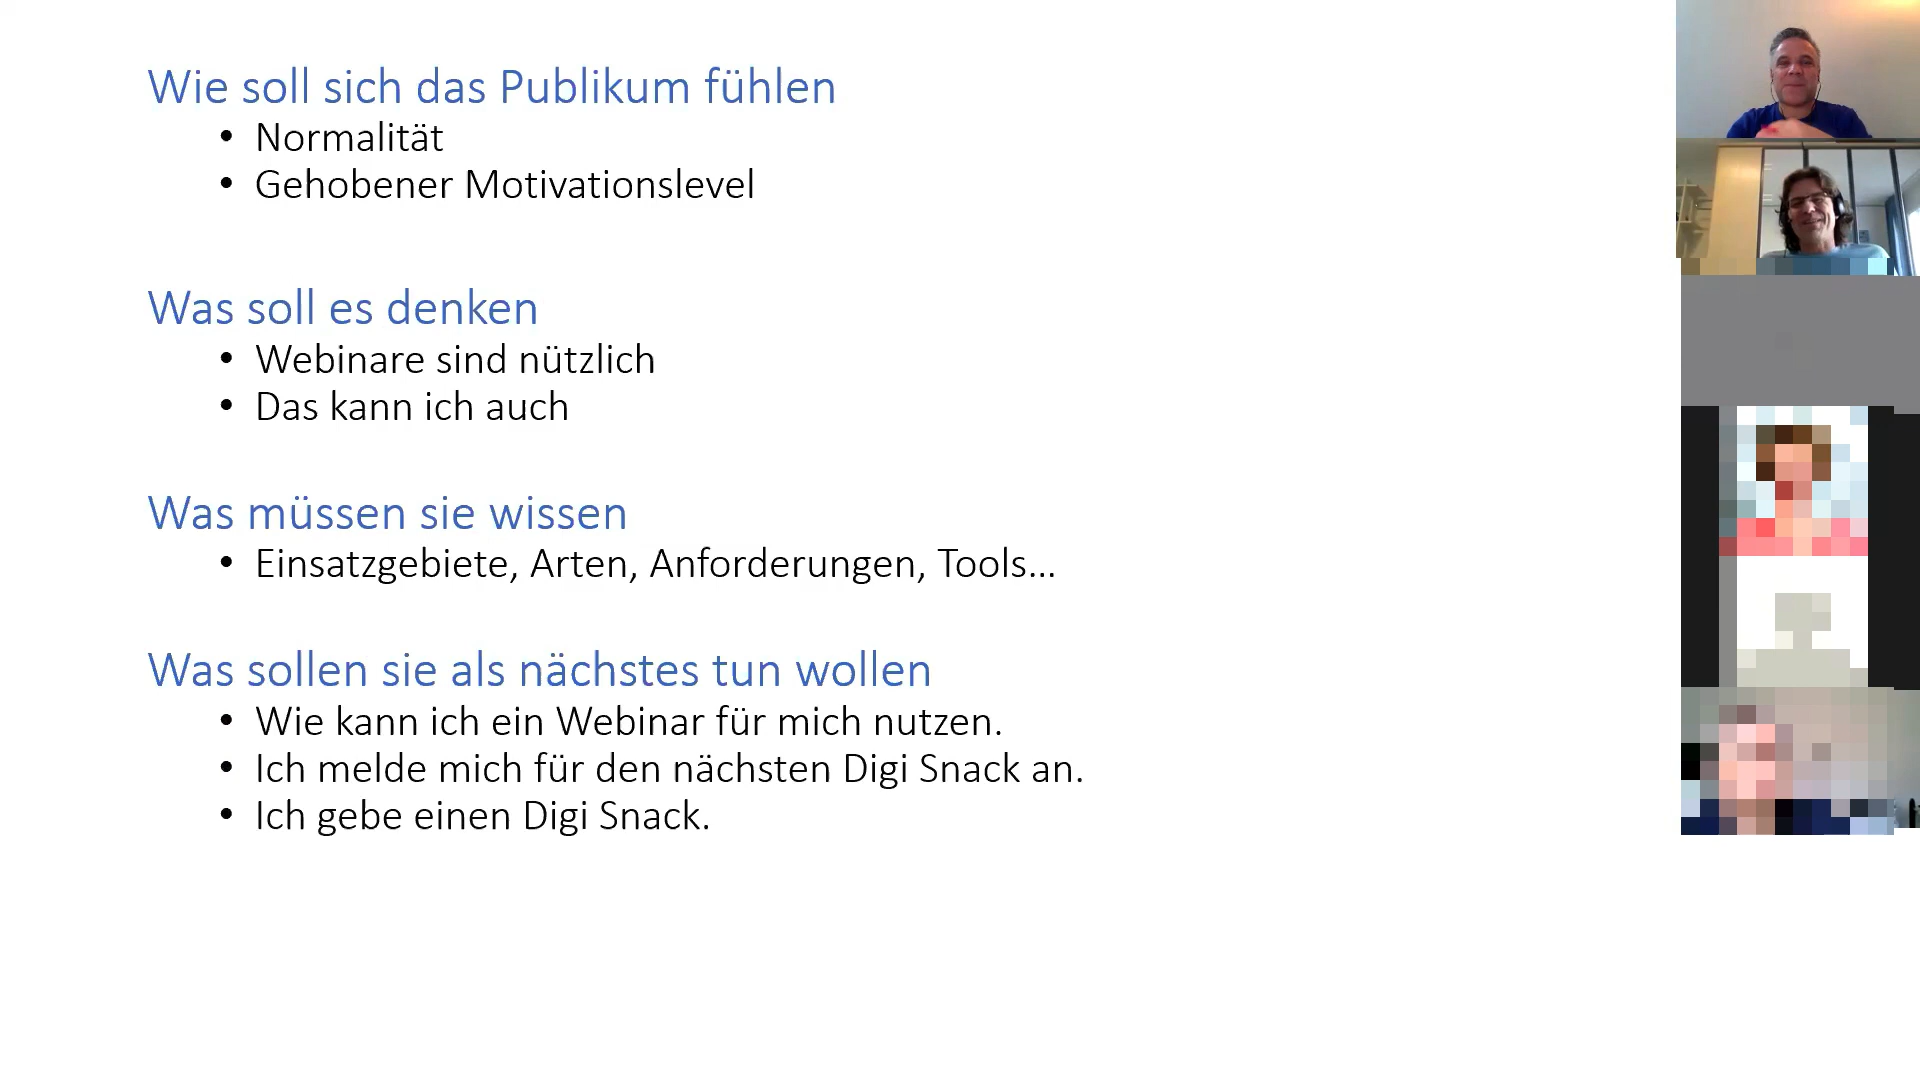 Wie soll sich das Publikum fühlen
• Normalität
• Gehobener Motivationslevel
Was soll es denken
• Webinare sind nützlich
• Das kann ich auch
Was müssen sie wissen
• Einsatzgebiete, Arten, Anforderungen, Tools...
Was sollen sie als nächstes tun wollen
• Wie kann ich ein Webinar für mich nutzen.
• Ich melde mich für den nächsten Digi Snack an.
• Ich gebe einen Digi Snack.